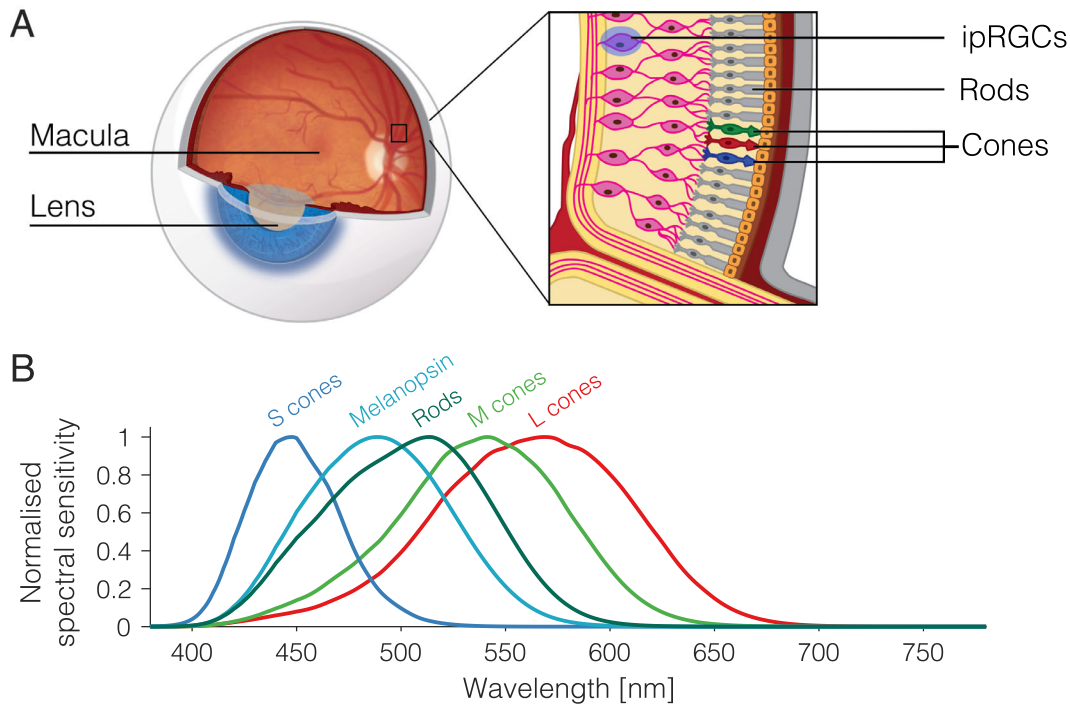 A
Macula
Lens
ipRGCs
Rods
Cones
B
S cones
Melanopsin
Rods
M cones
L cones
Normalised
spectral sensitivity
1
0.8
0.6
0.4
0.2
0
400 450 500 550 600 650 700 750
Wavelength [nm]